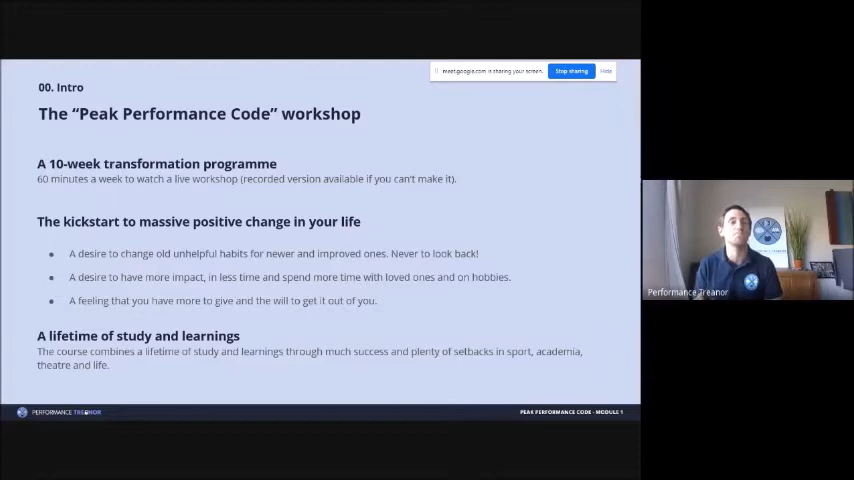 meet.google.com is sharing your screen.
Stop sharing
Hide
00. Intro
The “Peak Performance Code” workshop
A 10-week transformation programme
60 minutes a week to watch a live workshop (recorded version available if you can't make it).
The kickstart to massive positive change in your life
● A desire to change old unhelpful habits for newer and improved ones. Never to look back!
● A desire to have more impact, in less time and spend more time with loved ones and on hobbies.
● A feeling that you have more to give and the will to get it out of you.
A lifetime of study and learnings
The course combines a lifetime of study and learnings through much success and plenty of setbacks in sport, academia,
theatre and life.
PERFORMANCE TREANOR
PEAK PERFORMANCE CODE - MODULE 1
Performance Treanor